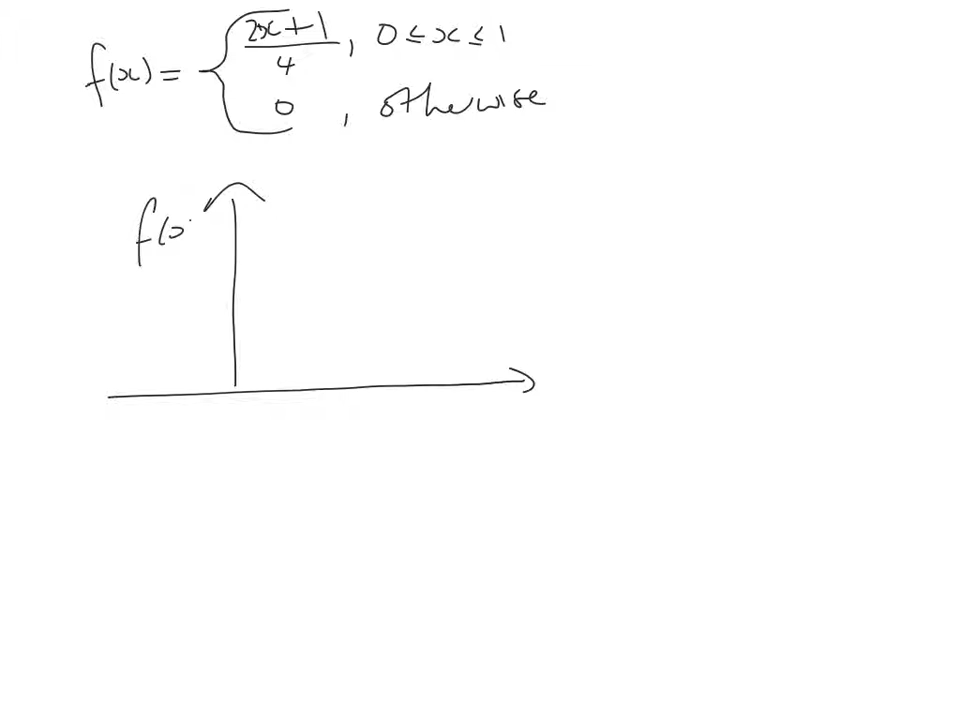 f(x) = { (2x+1)/4 , 0 ≤ x ≤ 1
0 , otherwise
f(